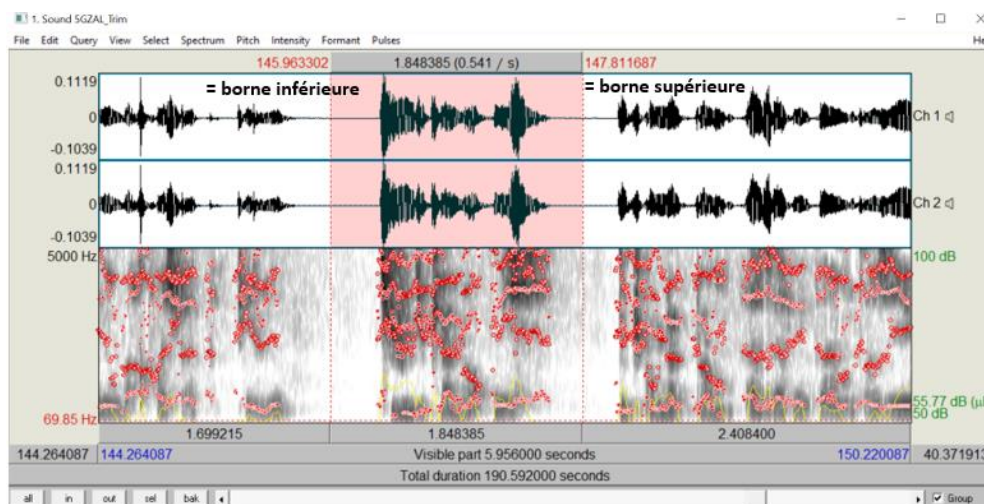 1. Sound 5GZAL_Trim
File Edit Query View Select Spectrum Pitch Intensity Formant Pulses He
145.963302 1.848385 (0.541 / s) 147.811687
= borne inférieure = borne supérieure
0.1119
0 Ch 1
-0.1039
0.1119
0 Ch 2
-0.1039
5000 Hz 100 dB
55.77 dB (µ
69.85 Hz 50 dB
1.699215 1.848385 2.408400
144.264087 144.264087 Visible part 5.956000 seconds 150.220087 40.371913
Total duration 190.592000 seconds
all in out sel bak Group